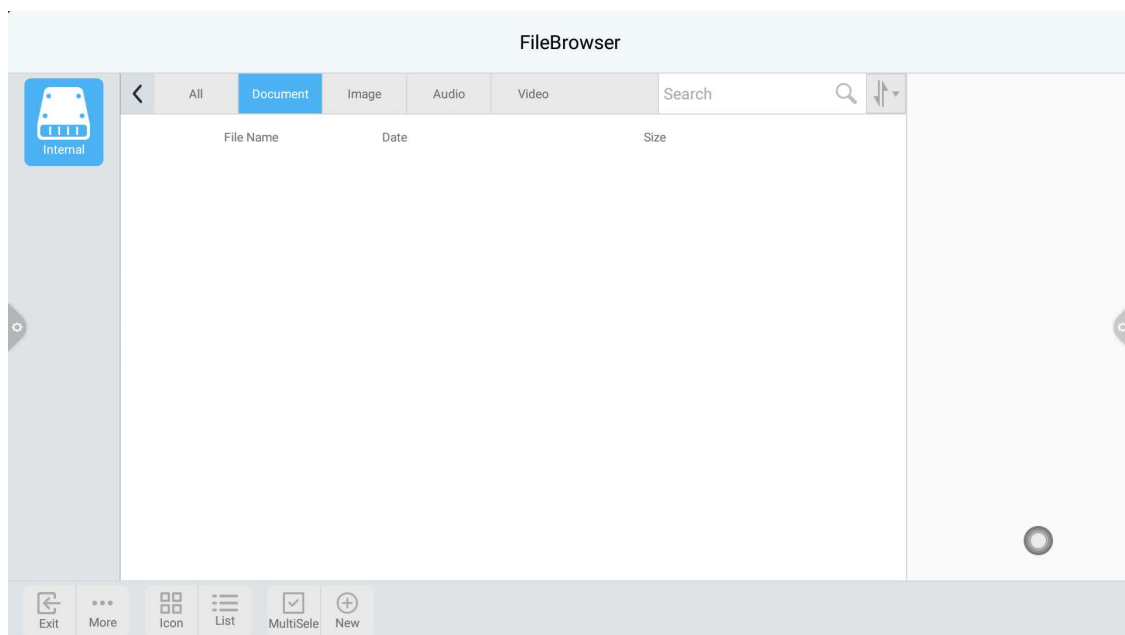 FileBrowser
Internal
All Document Image Audio Video Search
File Name Date Size
Exit More Icon List MultiSele New